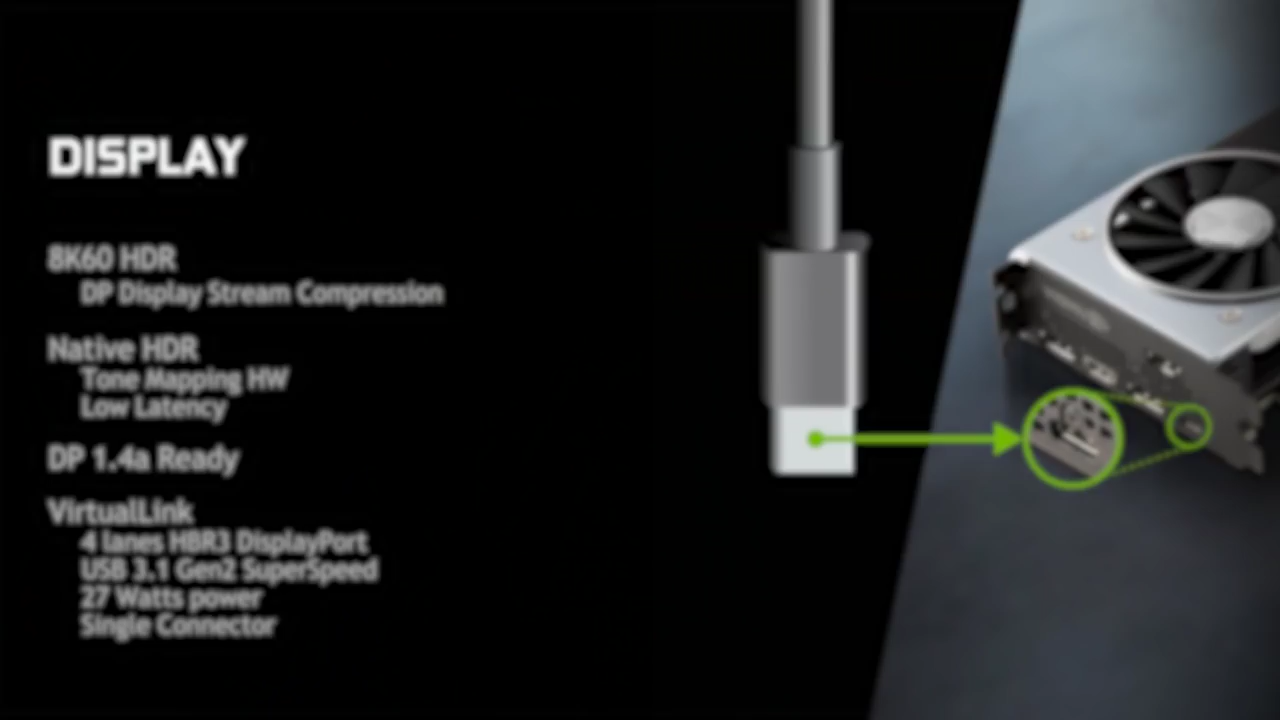 DISPLAY
8K60 HDR
DP Display Stream Compression
Native HDR
Tone Mapping HW
Low Latency
DP 1.4a Ready
VirtualLink
4 lanes HBR3 DisplayPort
USB 3.1 Gen2 SuperSpeed
27 Watts power
Single Connector